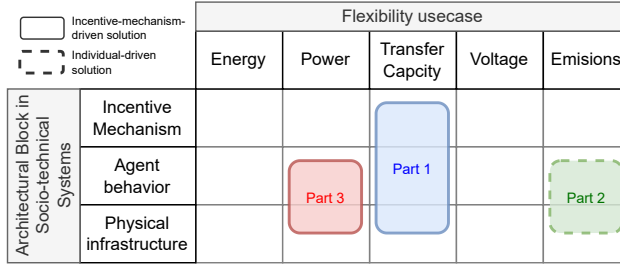 Incentive-mechanism-
driven solution
Individual-driven
solution
Flexibility usecase
Energy
Power
Transfer
Capcity
Voltage
Emisions
Architectural Block in
Socio-technical
Systems
Incentive
Mechanism
Agent
behavior
Physical
infrastructure
Part 3
Part 1
Part 2